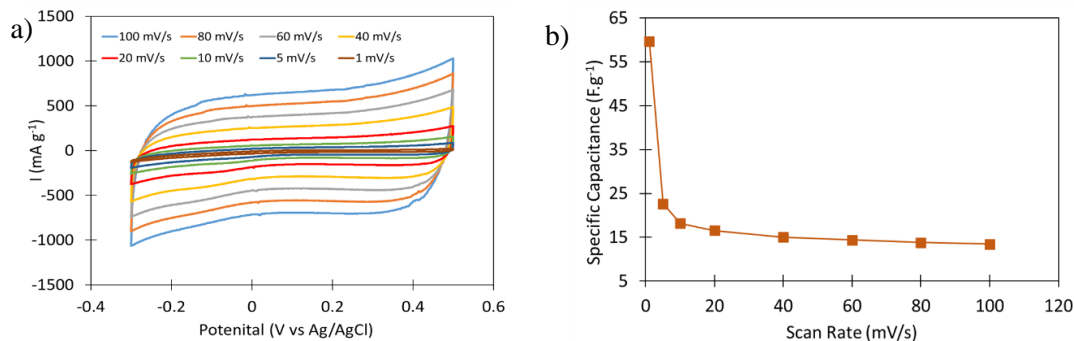 a)
1500
1000
500
0
-500
-1000
-1500
I (mA g⁻¹)
100 mV/s 80 mV/s 60 mV/s 40 mV/s
20 mV/s 10 mV/s 5 mV/s 1 mV/s
-0.4 -0.2 0 0.2 0.4 0.6
Potenital (V vs Ag/AgCl)
b)
65
55
45
35
25
15
5
Specific Capacitance (F.g⁻¹)
0 20 40 60 80 100 120
Scan Rate (mV/s)